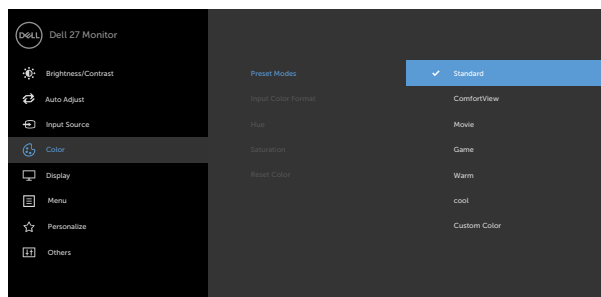 DELL
Dell 27 Monitor
Brightness/Contrast
Auto Adjust
Input Source
Color
Display
Menu
Personalize
Others
Preset Modes
Input Color Format
Hue
Saturation
Reset Color
Standard
ComfortView
Movie
Game
Warm
cool
Custom Color